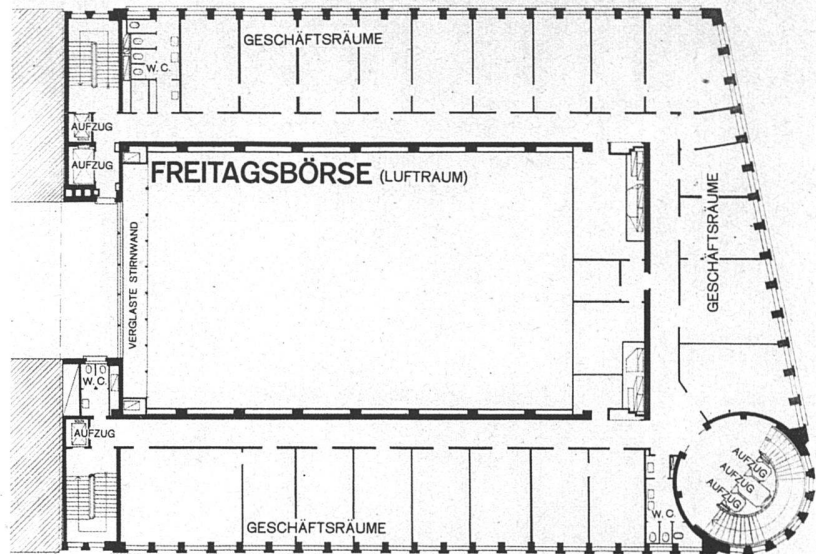 GESCHÄFTSRÄUME
W.C.
AUFZUG
AUFZUG
FREITAGSBÖRSE (LUFTRAUM)
VERGLASTE STIRNWAND
GESCHÄFTSRÄUME
W.C.
AUFZUG
AUFZUG
AUFZUG
AUFZUG
W.C.
GESCHÄFTSRÄUME